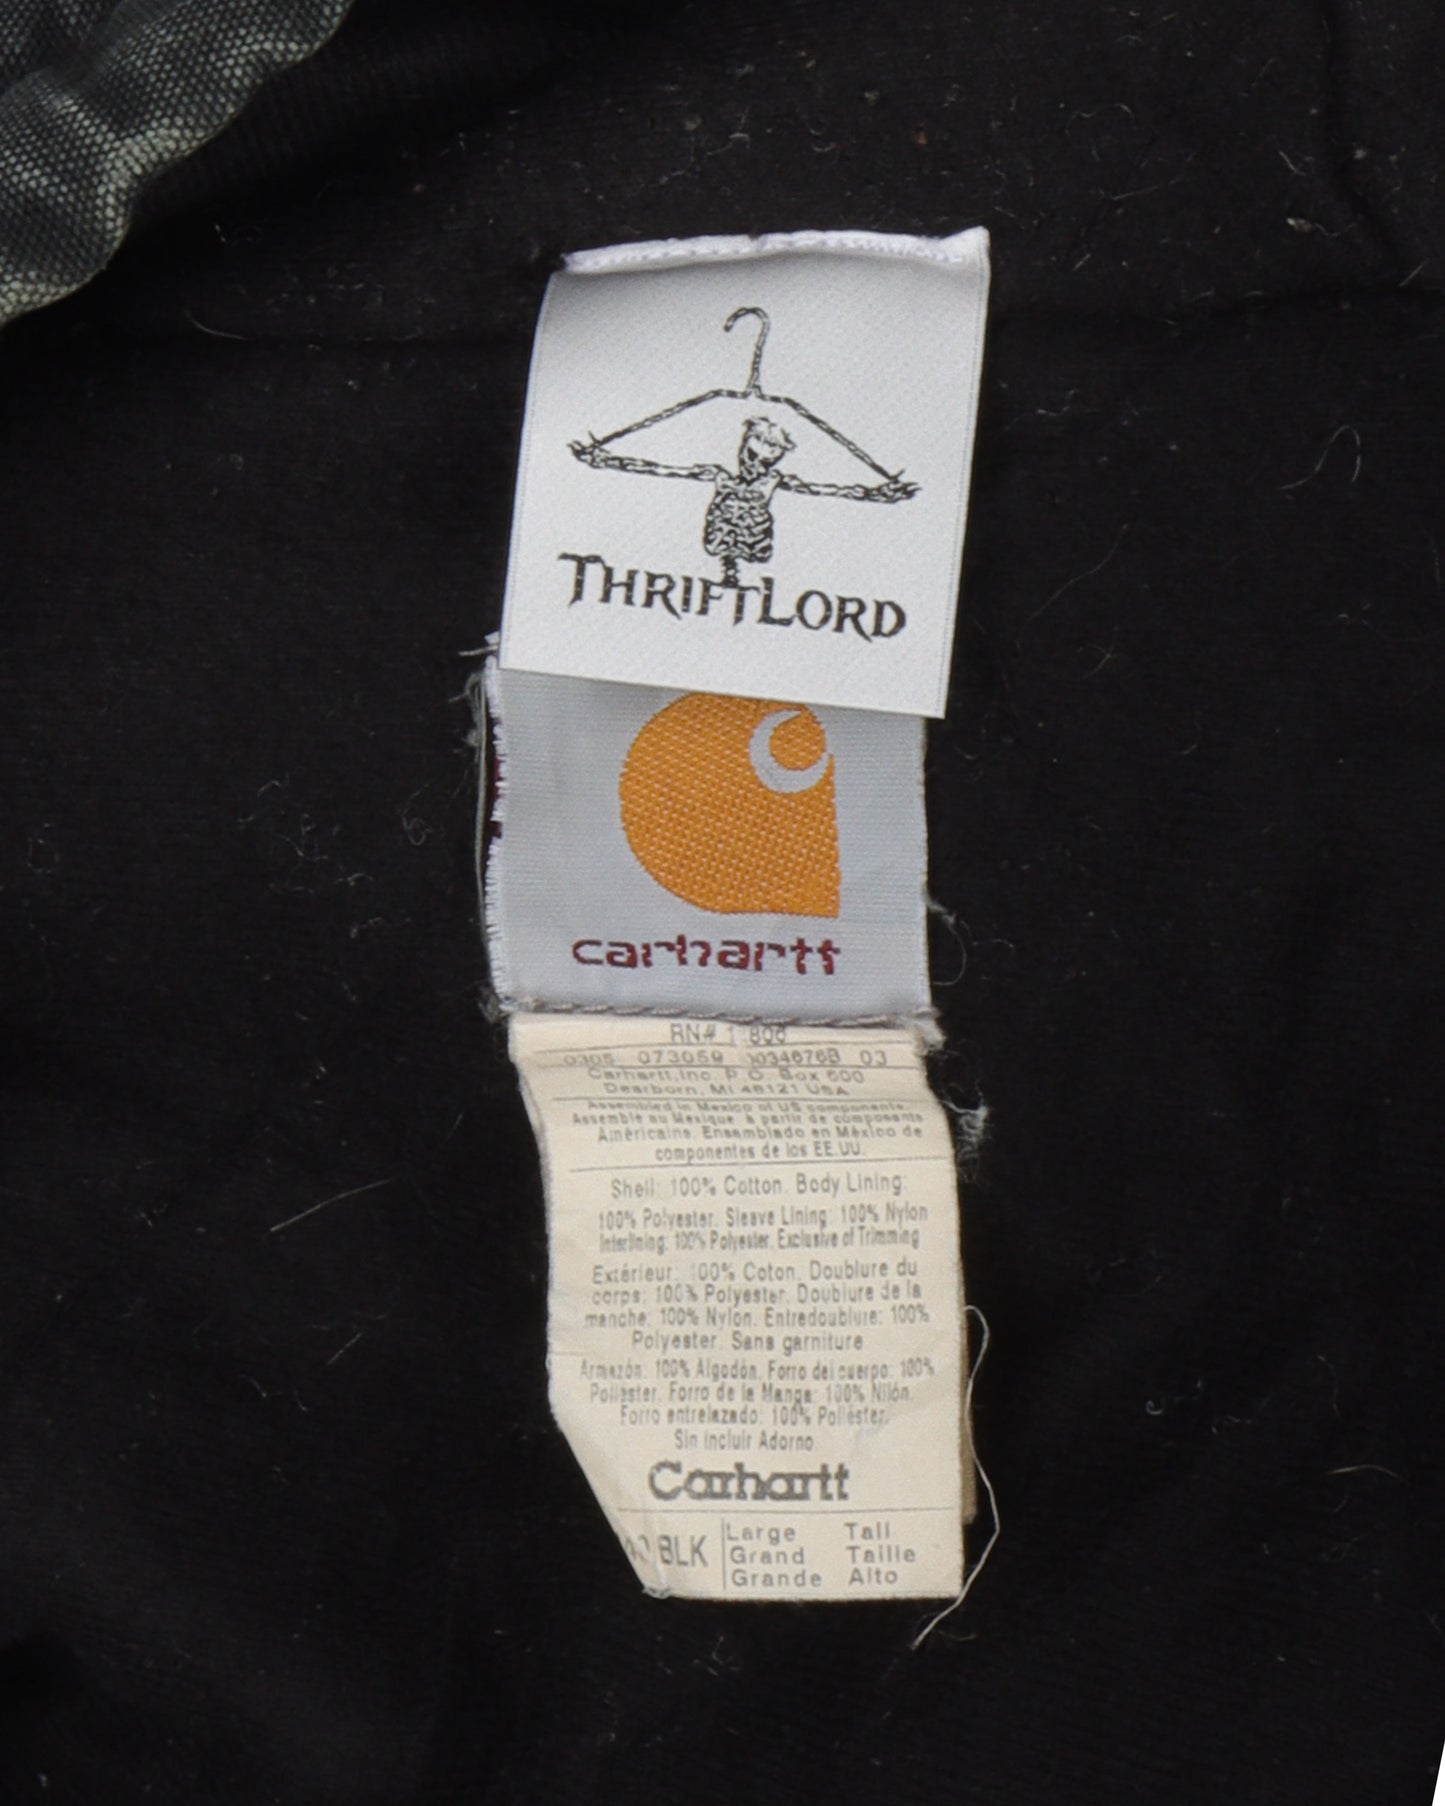 THRIFTLORD
carhartt
RN# 1 806
0305 073059 034676B 03
Carhartt,Inc. P.O. Box 600
Dearborn, MI 48121 USA
Assembled in Mexico of US components.
Assemblé au Mexique à partir de composants
Américains. Ensamblado en México de
componentes de los EE.UU.
Shell: 100% Cotton. Body Lining:
100% Polyester. Sleeve Lining: 100% Nylon
Interlining: 100% Polyester. Exclusive of Trimming
Extérieur: 100% Coton. Doublure du
corps: 100% Polyester. Doublure de la
manche: 100% Nylon. Entredoublure: 100%
Polyester. Sans garniture
Armazón: 100% Algodón. Forro del cuerpo: 100%
Poliéster. Forro de la Manga: 100% Nilón.
Forro entrelazado: 100% Poliéster.
Sin incluir Adorno
Carhartt
BLK Large Tall
Grand Taille
Grande Alto